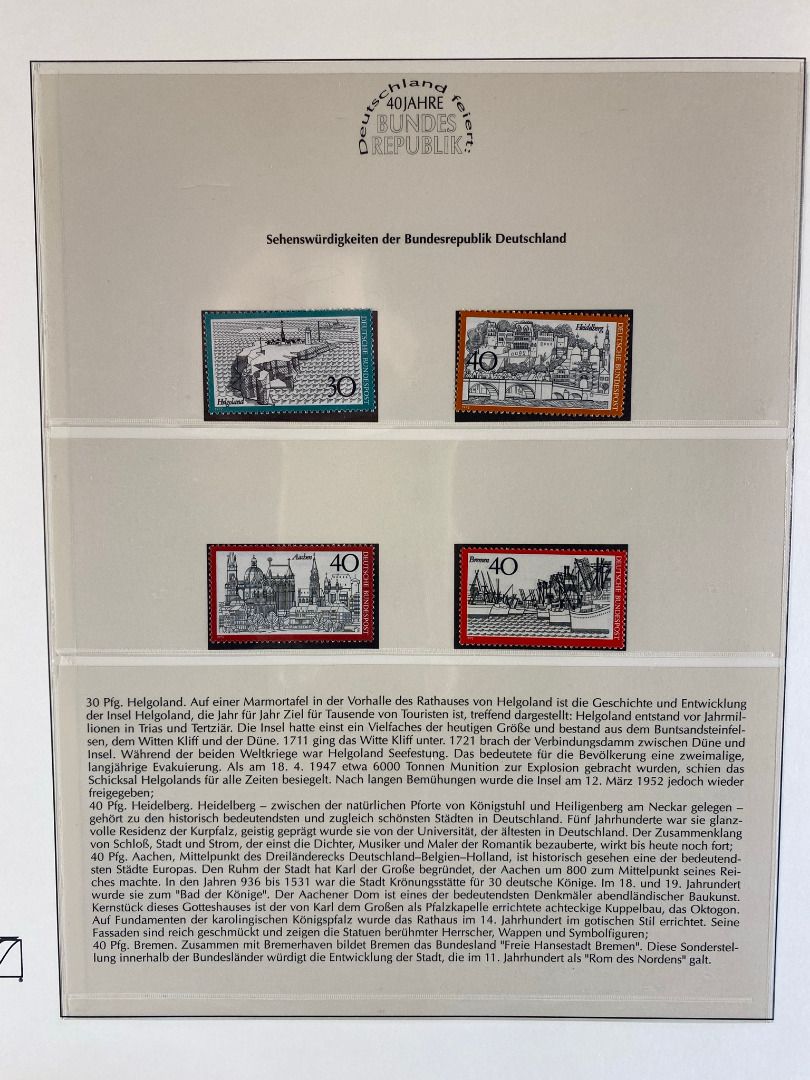 Deutschland feiert:
40 JAHRE
BUNDES
REPUBLIK
Sehenswürdigkeiten der Bundesrepublik Deutschland
Helgoland
30
DEUTSCHE BUNDESPOST
Heidelberg
40
DEUTSCHE BUNDESPOST
Aachen
40
DEUTSCHE BUNDESPOST
Bremen
40
DEUTSCHE BUNDESPOST
30 Pfg. Helgoland. Auf einer Marmortafel in der Vorhalle des Rathauses von Helgoland ist die Geschichte und Entwicklung
der Insel Helgoland, die Jahr für Jahr Ziel für Tausende von Touristen ist, treffend dargestellt: Helgoland entstand vor Jahrmil-
lionen in Trias und Tertziär. Die Insel hatte einst ein Vielfaches der heutigen Größe und bestand aus dem Buntsandsteinfel-
sen, dem Witten Kliff und der Düne. 1711 ging das Witte Kliff unter. 1721 brach der Verbindungsdamm zwischen Düne und
Insel. Während der beiden Weltkriege war Helgoland Seefestung. Das bedeutete für die Bevölkerung eine zweimalige,
langjährige Evakuierung. Als am 18. 4. 1947 etwa 6000 Tonnen Munition zur Explosion gebracht wurden, schien das
Schicksal Helgolands für alle Zeiten besiegelt. Nach langen Bemühungen wurde die Insel am 12. März 1952 jedoch wieder
freigegeben;
40 Pfg. Heidelberg. Heidelberg – zwischen der natürlichen Pforte von Königstuhl und Heiligenberg am Neckar gelegen –
gehört zu den historisch bedeutendsten und zugleich schönsten Städten in Deutschland. Fünf Jahrhunderte war sie glanz-
volle Residenz der Kurpfalz, geistig geprägt wurde sie von der Universität, der ältesten in Deutschland. Der Zusammenklang
von Schloß, Stadt und Strom, der einst die Dichter, Musiker und Maler der Romantik bezauberte, wirkt bis heute noch fort;
40 Pfg. Aachen, Mittelpunkt des Dreiländerecks Deutschland–Belgien–Holland, ist historisch gesehen eine der bedeutend-
sten Städte Europas. Den Ruhm der Stadt hat Karl der Große begründet, der Aachen um 800 zum Mittelpunkt seines Rei-
ches machte. In den Jahren 936 bis 1531 war die Stadt Krönungsstätte für 30 deutsche Könige. Im 18. und 19. Jahrundert
wurde sie zum "Bad der Könige". Der Aachener Dom ist eines der bedeutendsten Denkmäler abendländischer Baukunst.
Kernstück dieses Gotteshauses ist der von Karl dem Großen als Pfalzkapelle errichtete achteckige Kuppelbau, das Oktogon.
Auf Fundamenten der karolingischen Königspfalz wurde das Rathaus im 14. Jahrhundert im gotischen Stil errichtet. Seine
Fassaden sind reich geschmückt und zeigen die Statuen berühmter Herrscher, Wappen und Symbolfiguren;
40 Pfg. Bremen. Zusammen mit Bremerhaven bildet Bremen das Bundesland "Freie Hansestadt Bremen". Diese Sonderstel-
lung innerhalb der Bundesländer würdigt die Entwicklung der Stadt, die im 11. Jahrhundert als "Rom des Nordens" galt.